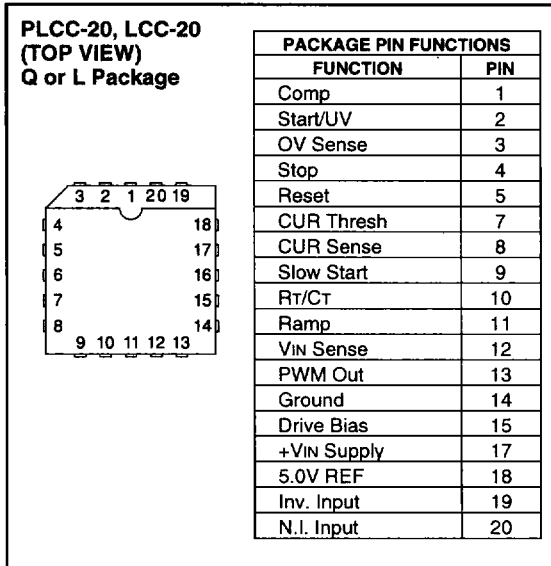 PLCC-20, LCC-20
(TOP VIEW)
Q or L Package
3 2 1 20 19
4 18
5 17
6 16
7 15
8 14
9 10 11 12 13
PACKAGE PIN FUNCTIONS
FUNCTION PIN
Comp 1
Start/UV 2
OV Sense 3
Stop 4
Reset 5
CUR Thresh 7
CUR Sense 8
Slow Start 9
RT/CT 10
Ramp 11
VIN Sense 12
PWM Out 13
Ground 14
Drive Bias 15
+VIN Supply 17
5.0V REF 18
Inv. Input 19
N.I. Input 20